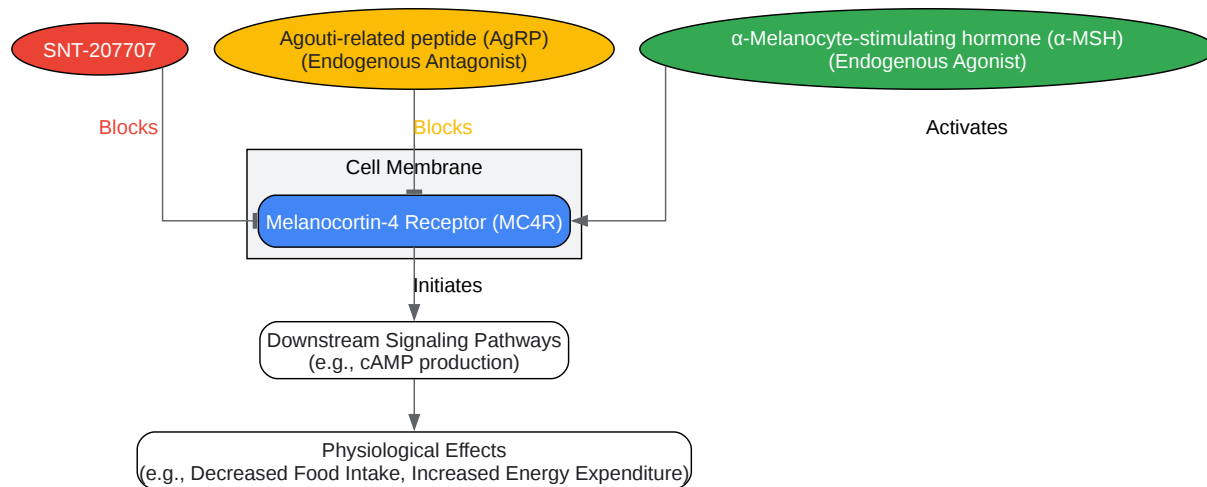 SNT-207707
Agouti-related peptide (AgRP)
(Endogenous Antagonist)
α-Melanocyte-stimulating hormone (α-MSH)
(Endogenous Agonist)
Blocks
Blocks
Activates
Cell Membrane
Melanocortin-4 Receptor (MC4R)
Initiates
Downstream Signaling Pathways
(e.g., cAMP production)
Physiological Effects
(e.g., Decreased Food Intake, Increased Energy Expenditure)